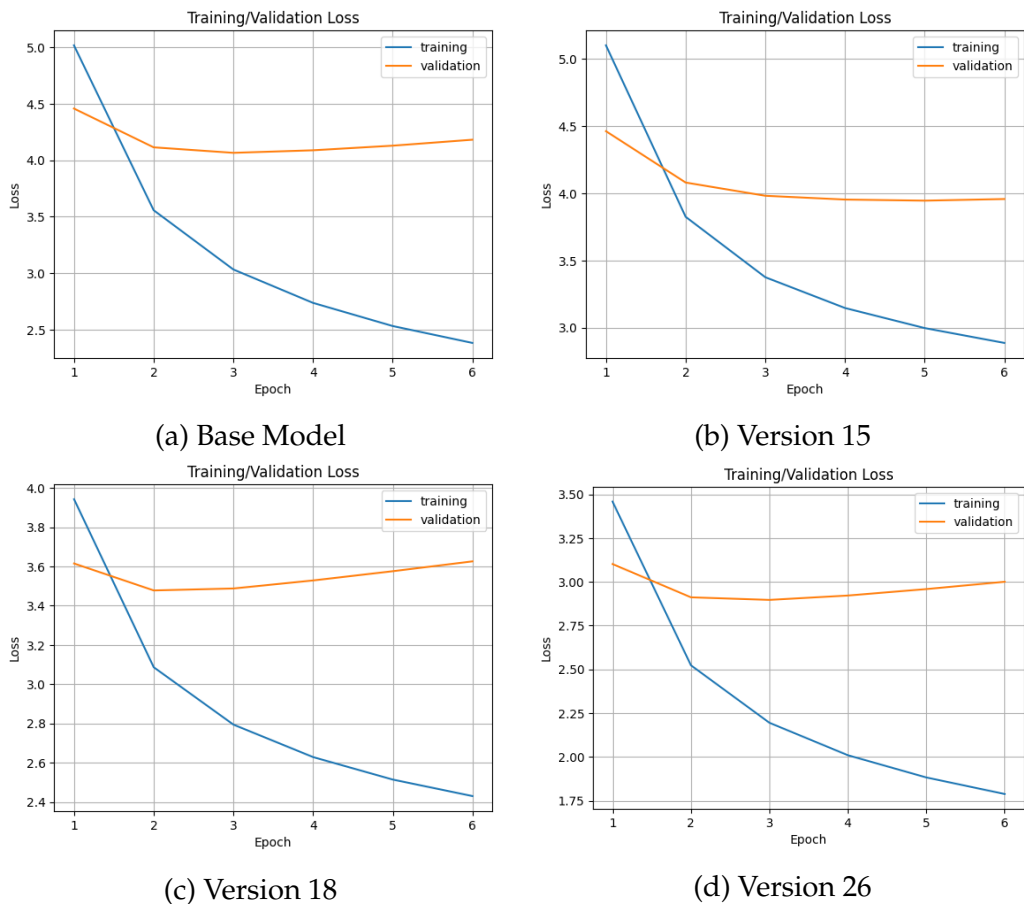 Training/Validation Loss
training
validation
5.0
4.5
4.0
3.5
3.0
2.5
Loss
1 2 3 4 5 6
Epoch
(a) Base Model
Training/Validation Loss
training
validation
5.0
4.5
4.0
3.5
3.0
Loss
1 2 3 4 5 6
Epoch
(b) Version 15
Training/Validation Loss
training
validation
4.0
3.8
3.6
3.4
3.2
3.0
2.8
2.6
2.4
Loss
1 2 3 4 5 6
Epoch
(c) Version 18
Training/Validation Loss
training
validation
3.50
3.25
3.00
2.75
2.50
2.25
2.00
1.75
Loss
1 2 3 4 5 6
Epoch
(d) Version 26